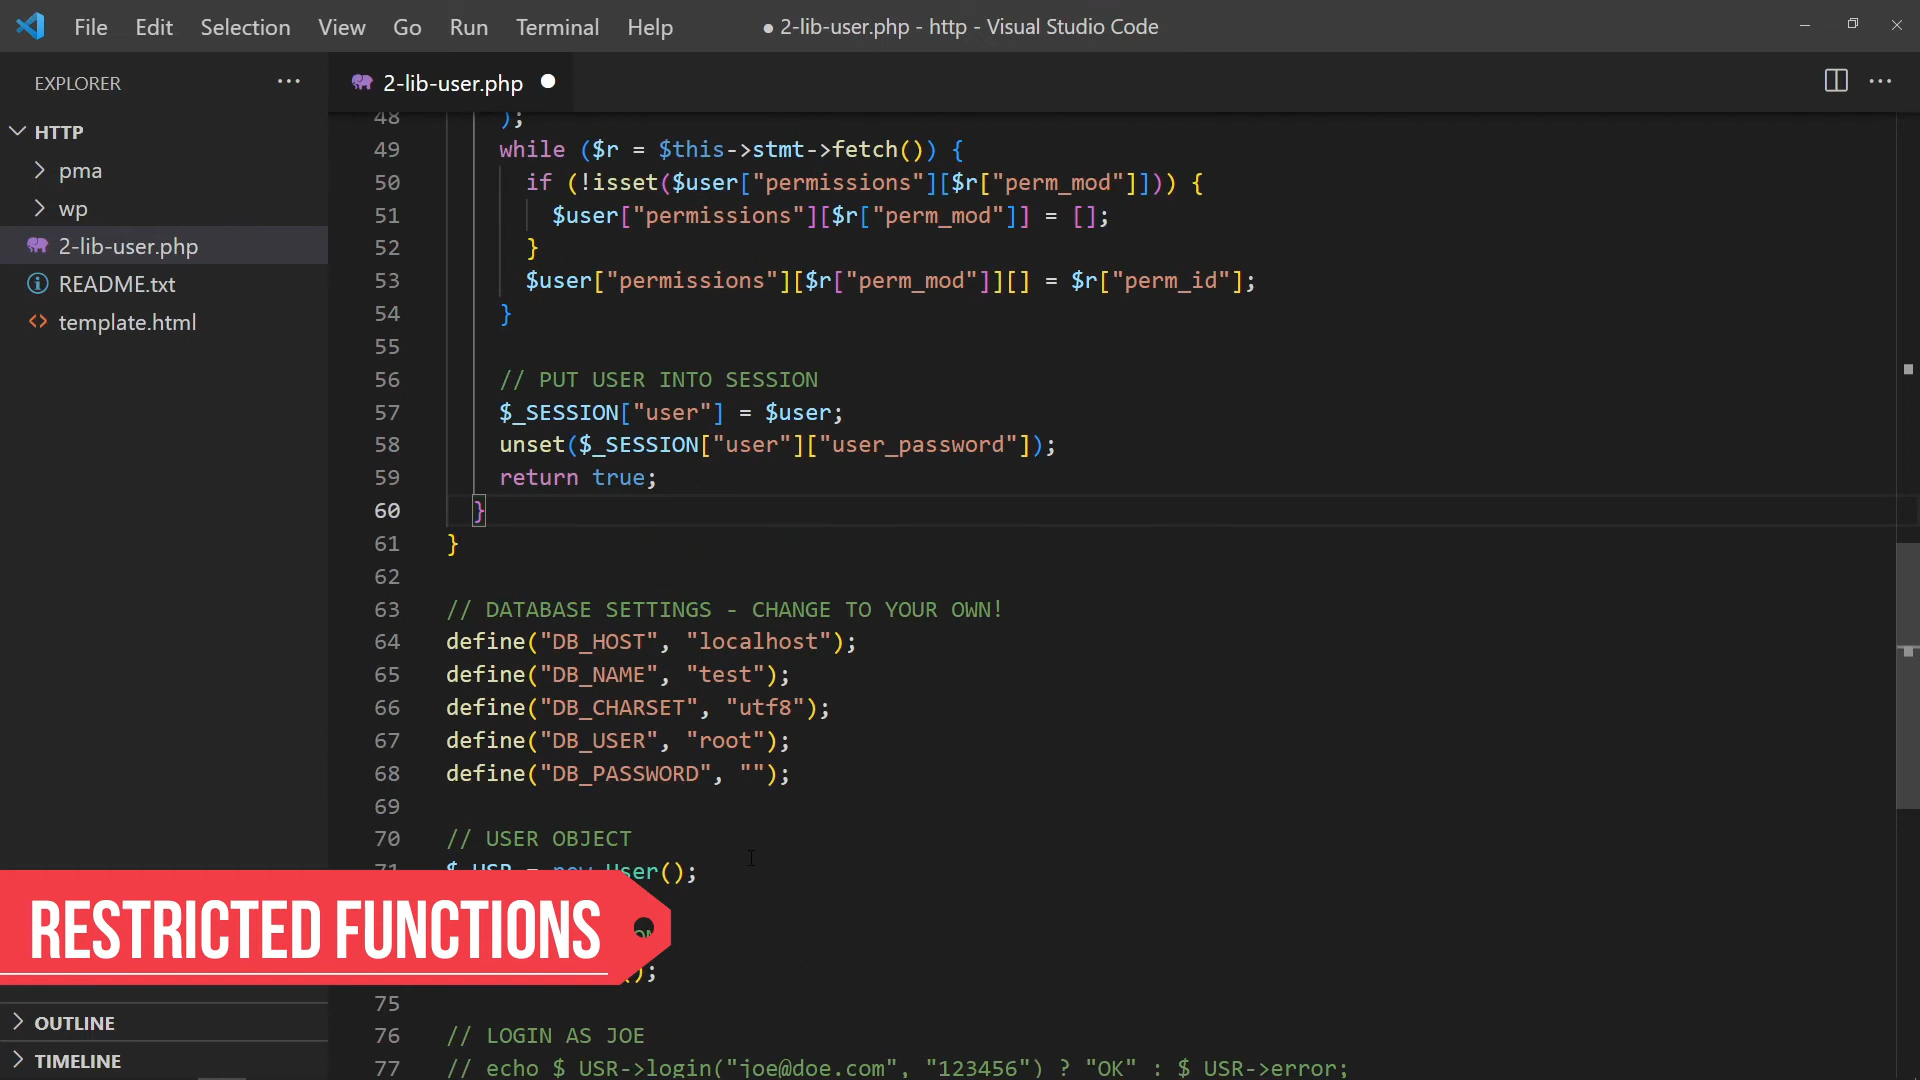 File Edit Selection View Go Run Terminal Help
● 2-lib-user.php - http - Visual Studio Code
EXPLORER
HTTP
pma
wp
2-lib-user.php
README.txt
template.html
OUTLINE
TIMELINE
2-lib-user.php
48 );
49 while ($r = $this->stmt->fetch()) {
50 if (!isset($user["permissions"][$r["perm_mod"]])) {
51 $user["permissions"][$r["perm_mod"]] = [];
52 }
53 $user["permissions"][$r["perm_mod"]][] = $r["perm_id"];
54 }
55
56 // PUT USER INTO SESSION
57 $_SESSION["user"] = $user;
58 unset($_SESSION["user"]["user_password"]);
59 return true;
60 }
61 }
62
63 // DATABASE SETTINGS - CHANGE TO YOUR OWN!
64 define("DB_HOST", "localhost");
65 define("DB_NAME", "test");
66 define("DB_CHARSET", "utf8");
67 define("DB_USER", "root");
68 define("DB_PASSWORD", "");
69
70 // USER OBJECT
71 $_USR = new User();
RESTRICTED FUNCTIONS
();
75
76 // LOGIN AS JOE
77 // echo $_USR->login("joe@doe.com", "123456") ? "OK" : $_USR->error;